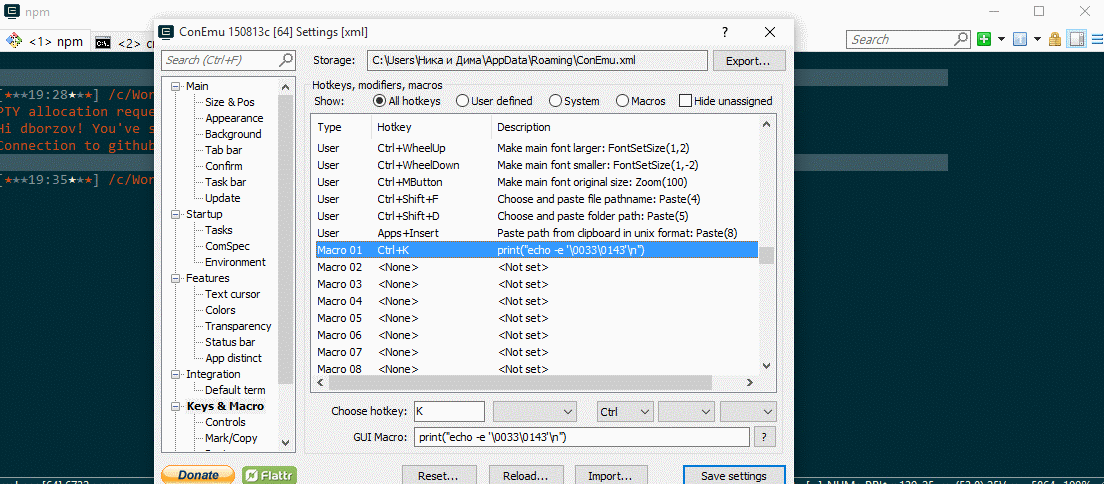 npm
ConEmu 150813c [64] Settings [xml]
<1> npm
<2>
Search
Search (Ctrl+F)
Storage:
C:\Users\Ника и Дима\AppData\Roaming\ConEmu.xml
Export...
Main
Size & Pos
Appearance
Background
Tab bar
Confirm
Task bar
Update
Startup
Tasks
ComSpec
Environment
Features
Text cursor
Colors
Transparency
Status bar
App distinct
Integration
Default term
Keys & Macro
Controls
Mark/Copy
[★★★19:28★★★] /c/Wor
PTY allocation reque
Hi dborzov! You've s
Connection to github
[★★★19:35★★★] /c/Wor
Hotkeys, modifiers, macros
Show: All hotkeys User defined System Macros Hide unassigned
Type Hotkey Description
User Ctrl+WheelUp Make main font larger: FontSetSize(1,2)
User Ctrl+WheelDown Make main font smaller: FontSetSize(1,-2)
User Ctrl+MButton Make main font original size: Zoom(100)
User Ctrl+Shift+F Choose and paste file pathname: Paste(4)
User Ctrl+Shift+D Choose and paste folder path: Paste(5)
User Apps+Insert Paste path from clipboard in unix format: Paste(8)
Macro 01 Ctrl+K print("echo -e '\0033\0143'\n")
Macro 02 <None> <Not set>
Macro 03 <None> <Not set>
Macro 04 <None> <Not set>
Macro 05 <None> <Not set>
Macro 06 <None> <Not set>
Macro 07 <None> <Not set>
Macro 08 <None> <Not set>
Choose hotkey: K Ctrl
GUI Macro: print("echo -e '\0033\0143'\n") ?
Donate Flattr Reset... Reload... Import... Save settings